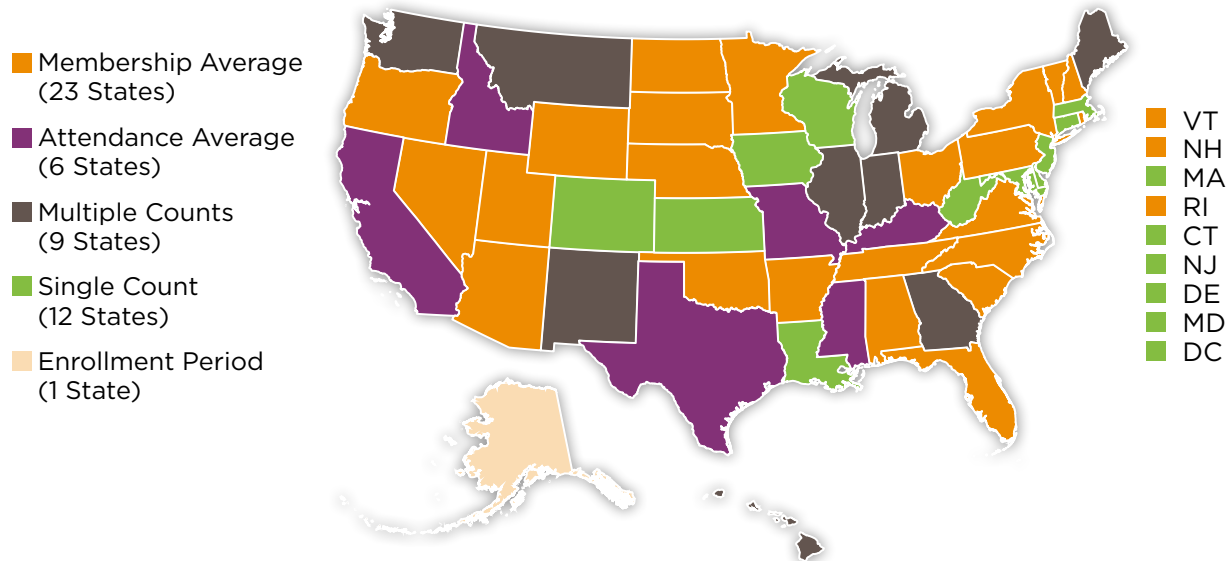 Membership Average
(23 States)
Attendance Average
(6 States)
Multiple Counts
(9 States)
Single Count
(12 States)
Enrollment Period
(1 State)
VT
NH
MA
RI
CT
NJ
DE
MD
DC